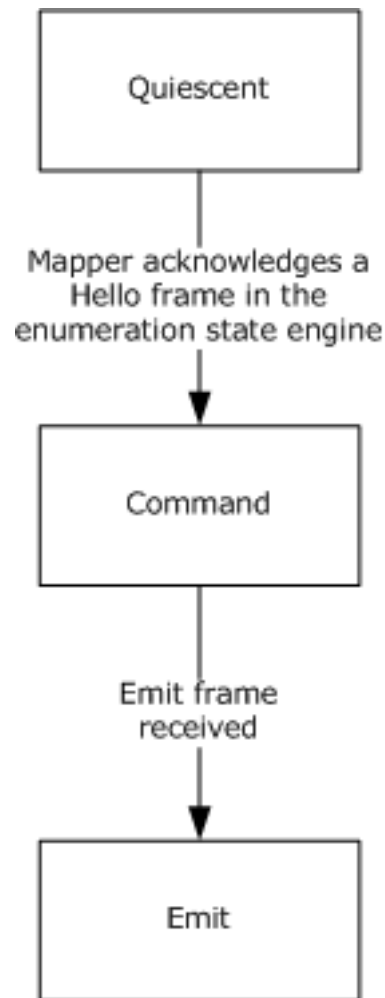 Quiescent
Mapper acknowledges a
Hello frame in the
enumeration state engine
Command
Emit frame
received
Emit